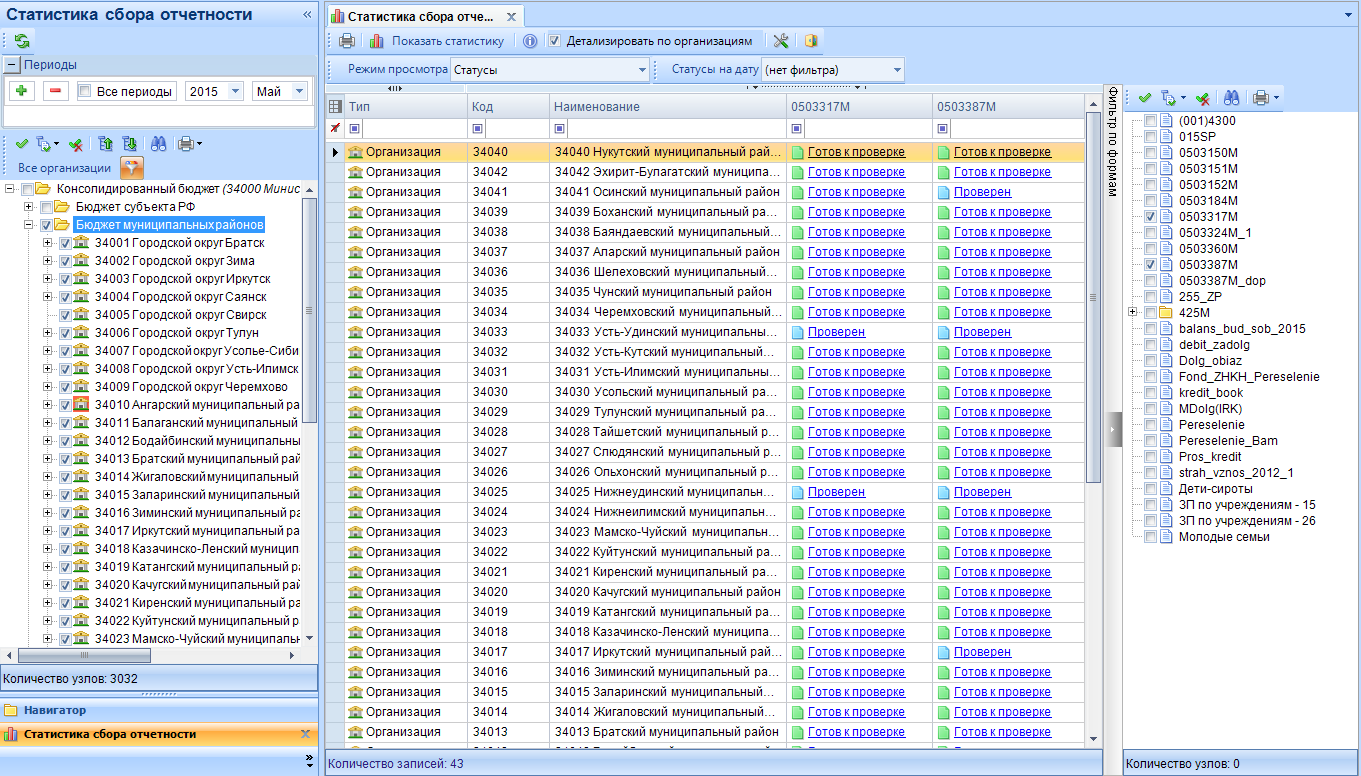 Статистика сбора отчетности
Периоды
Все периоды 2015 Май
Все организации
Консолидированный бюджет (34000 Минис
Бюджет субъекта РФ
Бюджет муниципальных районов
34001 Городской округ Братск
34002 Городской округ Зима
34003 Городской округ Иркутск
34004 Городской округ Саянск
34005 Городской округ Свирск
34006 Городской округ Тулун
34007 Городской округ Усолье-Сиби
34008 Городской округ Усть-Илимск
34009 Городской округ Черемхово
34010 Ангарский муниципальный ра
34011 Балаганский муниципальный
34012 Бодайбинский муниципальны
34013 Братский муниципальный рай
34014 Жигаловский муниципальный
34015 Заларинский муниципальный
34016 Зиминский муниципальный ра
34017 Иркутский муниципальный ра
34018 Казачинско-Ленский муницип
34019 Катангский муниципальный ра
34020 Качугский муниципальный рай
34021 Киренский муниципальный ра
34022 Куйтунский муниципальный р
34023 Мамско-Чуйский муниципальн
Количество узлов: 3032
Навигатор
Статистика сбора отчетности
Статистика сбора отче...
Показать статистику Детализировать по организациям
Режим просмотра Статусы Статусы на дату (нет фильтра)
Тип Код Наименование 0503317М 0503387М
Организация 34040 34040 Нукутский муниципальный рай... Готов к проверке Готов к проверке
Организация 34042 34042 Эхирит-Булагатский муниципа... Готов к проверке Готов к проверке
Организация 34041 34041 Осинский муниципальный район Готов к проверке Проверен
Организация 34039 34039 Боханский муниципальный ра... Готов к проверке Готов к проверке
Организация 34038 34038 Баяндаевский муниципальный ... Готов к проверке Готов к проверке
Организация 34037 34037 Аларский муниципальный район Готов к проверке Готов к проверке
Организация 34036 34036 Шелеховский муниципальный ... Готов к проверке Готов к проверке
Организация 34035 34035 Чунский муниципальный район Готов к проверке Готов к проверке
Организация 34034 34034 Черемховский муниципальный... Готов к проверке Готов к проверке
Организация 34033 34033 Усть-Удинский муниципальны... Проверен Проверен
Организация 34032 34032 Усть-Кутский муниципальный... Готов к проверке Готов к проверке
Организация 34031 34031 Усть-Илимский муниципальны... Готов к проверке Готов к проверке
Организация 34030 34030 Усольский муниципальный ра... Готов к проверке Готов к проверке
Организация 34029 34029 Тулунский муниципальный ра... Готов к проверке Готов к проверке
Организация 34028 34028 Тайшетский муниципальный р... Готов к проверке Готов к проверке
Организация 34027 34027 Слюдянский муниципальный р... Готов к проверке Готов к проверке
Организация 34026 34026 Ольхонский муниципальный р... Готов к проверке Готов к проверке
Организация 34025 34025 Нижнеудинский муниципальн... Проверен Проверен
Организация 34024 34024 Нижнеилимский муниципальн... Готов к проверке Готов к проверке
Организация 34023 34023 Мамско-Чуйский муниципальн... Готов к проверке Готов к проверке
Организация 34022 34022 Куйтунский муниципальный ра... Готов к проверке Готов к проверке
Организация 34021 34021 Киренский муниципальный ра... Готов к проверке Готов к проверке
Организация 34020 34020 Качугский муниципальный район Готов к проверке Готов к проверке
Организация 34019 34019 Катангский муниципальный ра... Готов к проверке Готов к проверке
Организация 34018 34018 Казачинско-Ленский муниципа... Готов к проверке Готов к проверке
Организация 34017 34017 Иркутский муниципальный рай... Готов к проверке Проверен
Организация 34016 34016 Зиминский муниципальный ра... Готов к проверке Готов к проверке
Организация 34015 34015 Заларинский муниципальный... Готов к проверке Готов к проверке
Организация 34014 34014 Жигаловский муниципальный ... Готов к проверке Готов к проверке
Организация 34013 34013 Братский муниципальный рай... Готов к проверке Готов к проверке
Количество записей: 43
Фильтр по формам
(001)4300
015SP
0503150M
0503151M
0503152M
0503184M
0503317M
0503324M_1
0503360M
0503387M
0503387M_dop
255_ZP
425M
balans_bud_sob_2015
debit_zadolg
Dolg_obiaz
Fond_ZHKH_Pereselenie
kredit_book
MDolg(IRK)
Pereselenie
Pereselenie_Bam
Pros_kredit
strah_vznos_2012_1
Дети-сироты
ЗП по учреждениям - 15
ЗП по учреждениям - 26
Молодые семьи
Количество узлов: 0